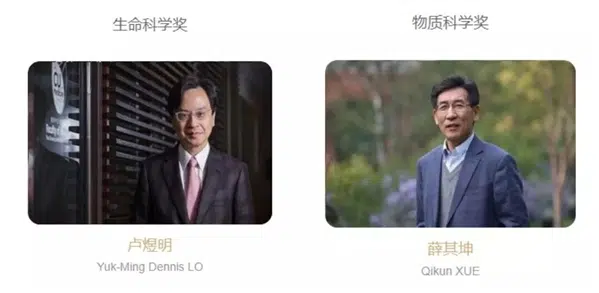 生命科学奖
物质科学奖
卢煜明
Yuk-Ming Dennis LO
薛其坤
Qikun XUE